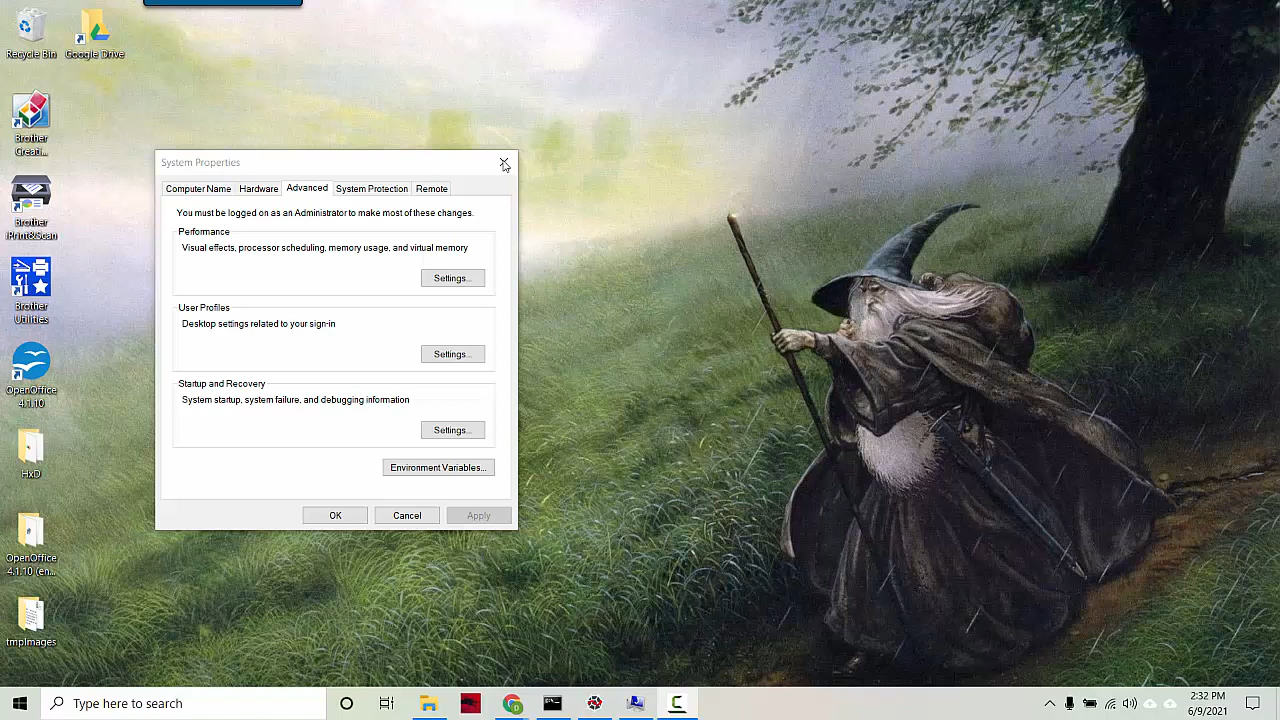 Recycle Bin
Google Drive
Brother
Creati...
Brother
iPrint&Scan
Brother
Utilities
OpenOffice
4.1.10
HxD
OpenOffice
4.1.10 (en...
tmpImages
System Properties
Computer Name
Hardware
Advanced
System Protection
Remote
You must be logged on as an Administrator to make most of these changes.
Performance
Visual effects, processor scheduling, memory usage, and virtual memory
Settings...
User Profiles
Desktop settings related to your sign-in
Settings...
Startup and Recovery
System startup, system failure, and debugging information
Settings...
Environment Variables...
OK
Cancel
Apply
Type here to search
2:32 PM
6/9/2021